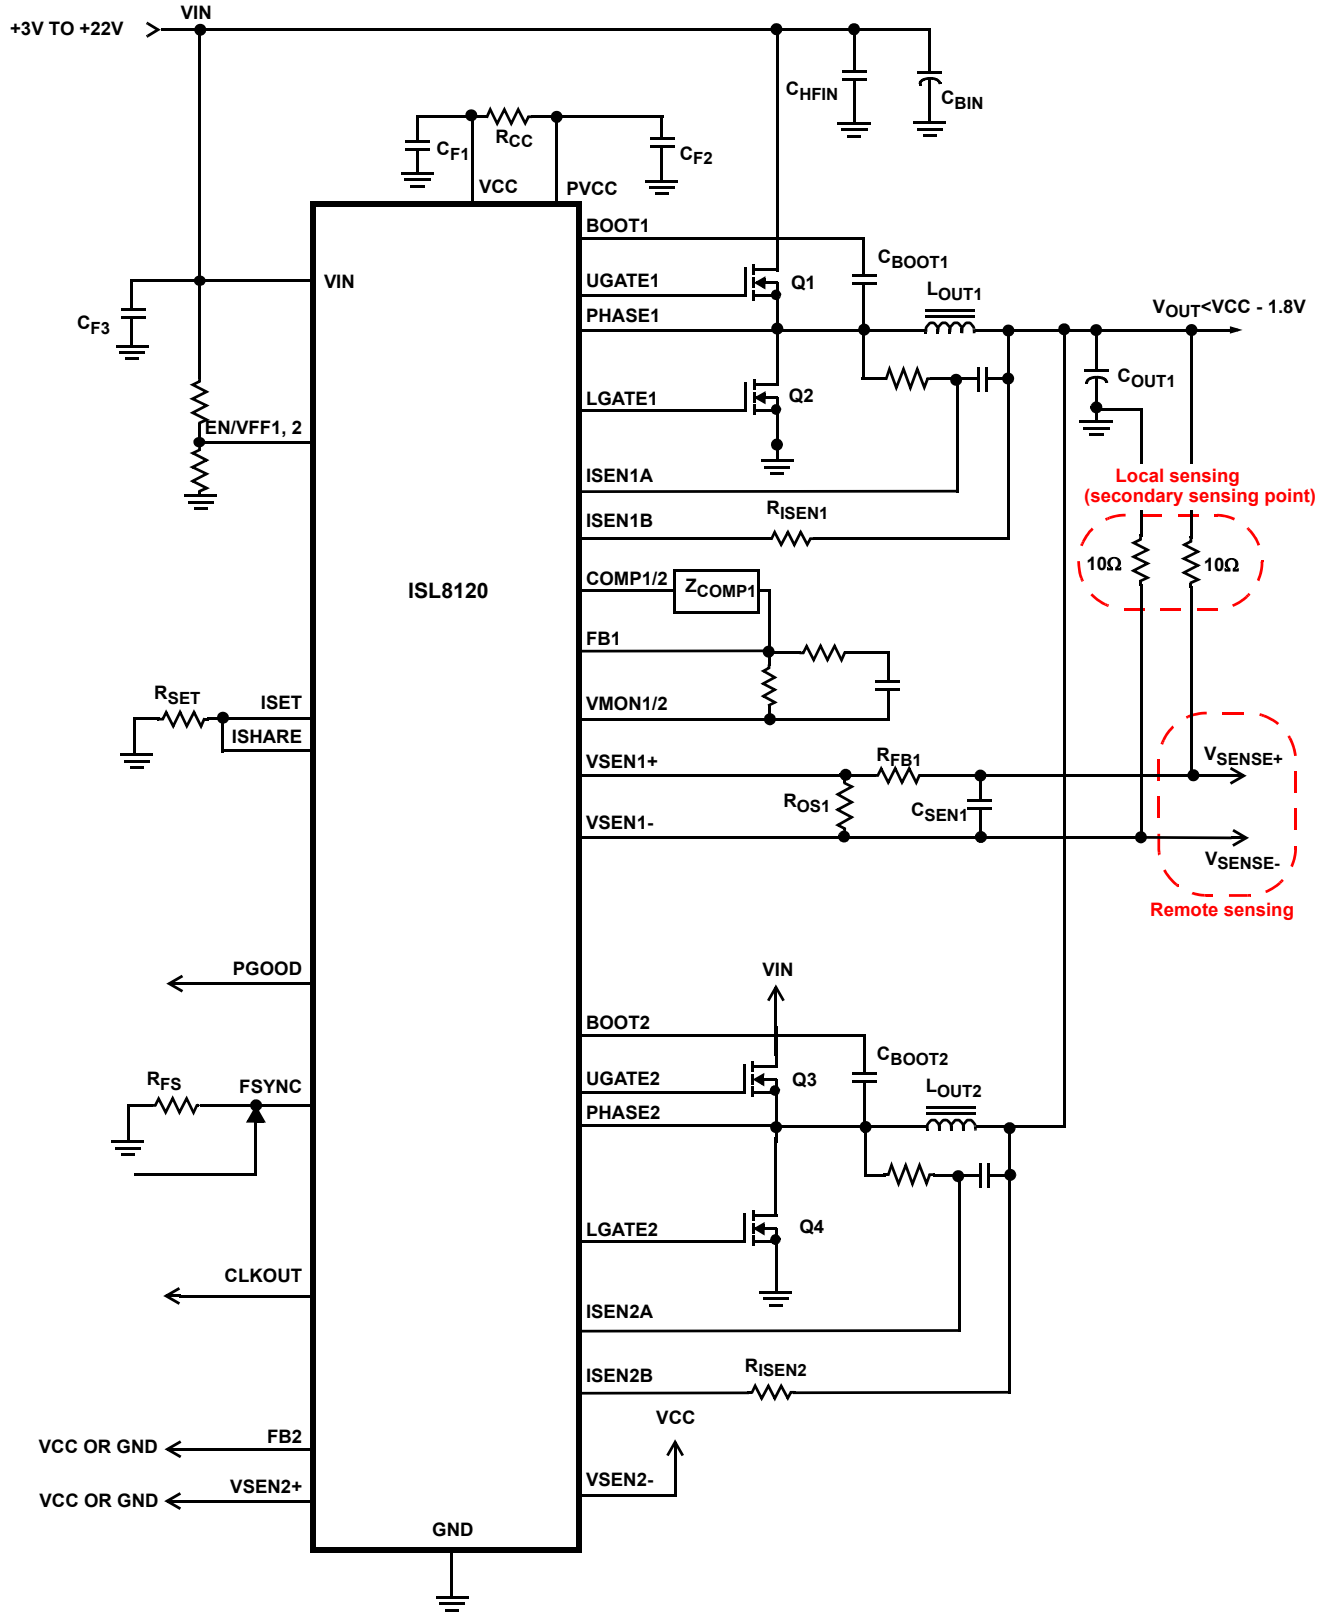 VIN
+3V TO +22V
CHFIN
CBIN
CF1
RCC
CF2
VCC
PVCC
BOOT1
CBOOT1
VIN
UGATE1
Q1
LOUT1
VOUT<VCC - 1.8V
CF3
PHASE1
COUT1
LGATE1
Q2
EN/VFF1, 2
ISEN1A
Local sensing
(secondary sensing point)
RISEN1
ISEN1B
10Ω
10Ω
ISL8120
COMP1/2
ZCOMP1
FB1
RSET
ISET
VMON1/2
ISHARE
VSEN1+
RFB1
VSENSE+
ROS1
CSEN1
VSEN1-
VSENSE-
Remote sensing
PGOOD
VIN
BOOT2
CBOOT2
RFS
FSYNC
UGATE2
Q3
LOUT2
PHASE2
LGATE2
Q4
CLKOUT
ISEN2A
RISEN2
ISEN2B
VCC
FB2
VCC OR GND
VSEN2+
VSEN2-
VCC OR GND
GND